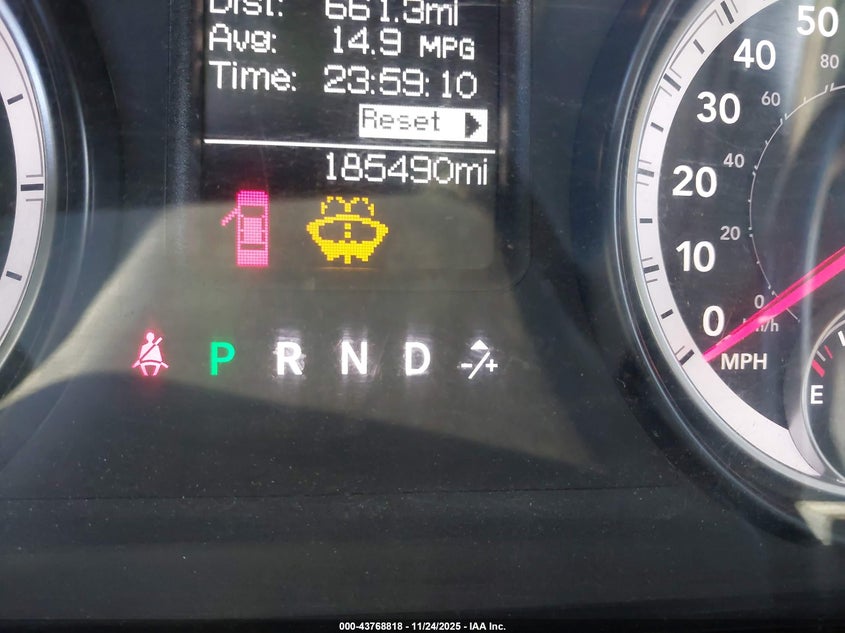 Dist: 661.3mi
Avg: 14.9 MPG
Time: 23:59:10
Reset
185490mi
P R N D -/+
50
40
30
20
10
0
MPH
80
60
40
20
0
km/h
E
000-43768818 - 11/24/2025 - IAA Inc.